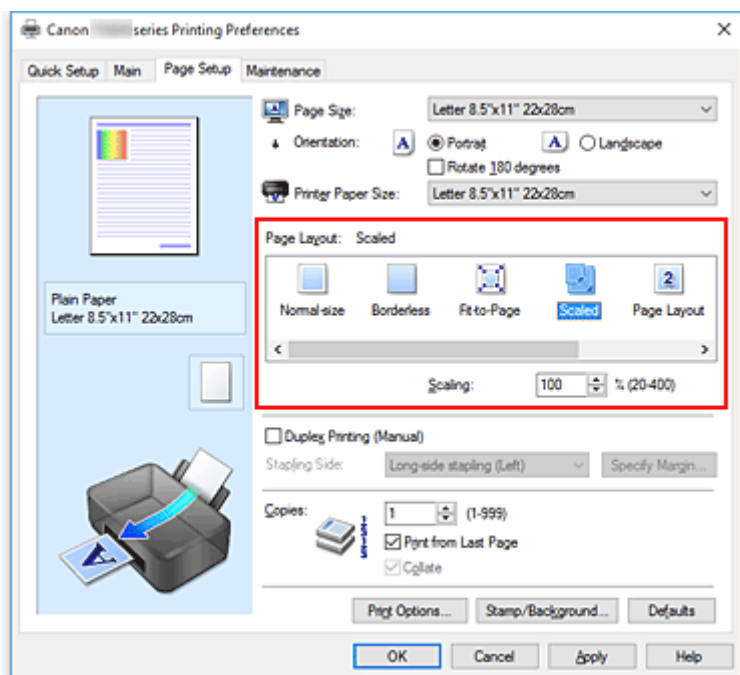 Canon series Printing Preferences
Quick Setup Main Page Setup Maintenance
Page Size: Letter 8.5"x11" 22x28cm
Orientation: A Portrait A Landscape
Rotate 180 degrees
Printer Paper Size: Letter 8.5"x11" 22x28cm
Page Layout: Scaled
Normal-size Borderless Fit-to-Page Scaled Page Layout
Scaling: 100 % (20-400)
Plain Paper
Letter 8.5"x11" 22x28cm
Duplex Printing (Manual)
Stapling Side: Long-side stapling (Left) Specify Margin...
Copies: 1 (1-999)
Print from Last Page
Collate
Print Options... Stamp/Background... Defaults
OK Cancel Apply Help